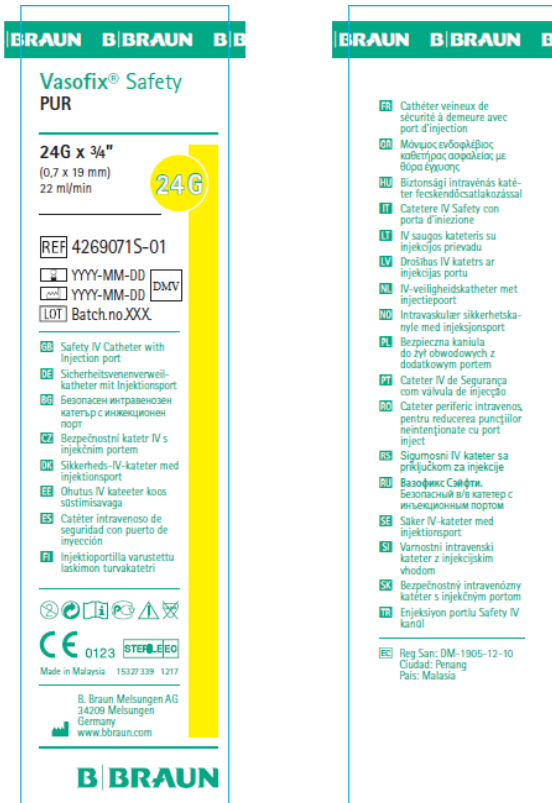 BRAUN B|BRAUN B|B
Vasofix® Safety
PUR
24G x ¾"
(0,7 x 19 mm)
22 ml/min
24G
REF 4269071S-01
YYYY-MM-DD
YYYY-MM-DD
DMV
LOT Batch.no.XXX.
GB Safety IV Catheter with
Injection port
DE Sicherheitsvenenverweil-
katheter mit Injektionsport
BG Безопасен интравенозен
катетър с инжекционен
порт
CZ Bezpečnostní katetr IV s
injekčním portem
DK Sikkerheds-IV-kateter med
injektionsport
EE Ohutus IV kateeter koos
süstimisavaga
ES Catéter intravenoso de
seguridad con puerto de
inyección
FI Injektioportilla varustettu
laskimon turvakatetri
CE 0123 STERILE EO
Made in Malaysia 15327339 1217
B. Braun Melsungen AG
34209 Melsungen
Germany
www.bbraun.com
B|BRAUN
BRAUN B|BRAUN B
FR Cathéter veineux de
sécurité à demeure avec
port d'injection
GR Μόνιμος ενδοφλέβιος
καθετήρας ασφαλείας με
θύρα έγχυσης
HU Biztonsági intravénás katé-
ter fecskendőcsatlakozással
IT Catetere IV Safety con
porta d'iniezione
LT IV saugos kateteris su
injekcijos prievadu
LV Drošības IV katetrs ar
injekcijas portu
NL IV-veiligheidskatheter met
injectiepoort
NO Intravaskulær sikkerhetska-
nyle med injeksjonsport
PL Bezpieczna kaniula
do żył obwodowych z
dodatkowym portem
PT Cateter IV de Segurança
com válvula de injecção
RO Cateter periferic intravenos,
pentru reducerea puncțiilor
neintenționate cu port
inject
RS Sigurnosni IV kateter sa
priključkom za injekcije
RU Вазофикс Сэйфти.
Безопасный в/в катетер с
инъекционным портом
SE Säker IV-kateter med
injektionsport
SI Varnostni intravenski
kateter z injekcijskim
vhodom
SK Bezpečnostný intravenózny
katéter s injekčným portom
TR Enjeksiyon portlu Safety IV
kanül
EC Reg San: DM-1905-12-10
Ciudad: Penang
País: Malasia